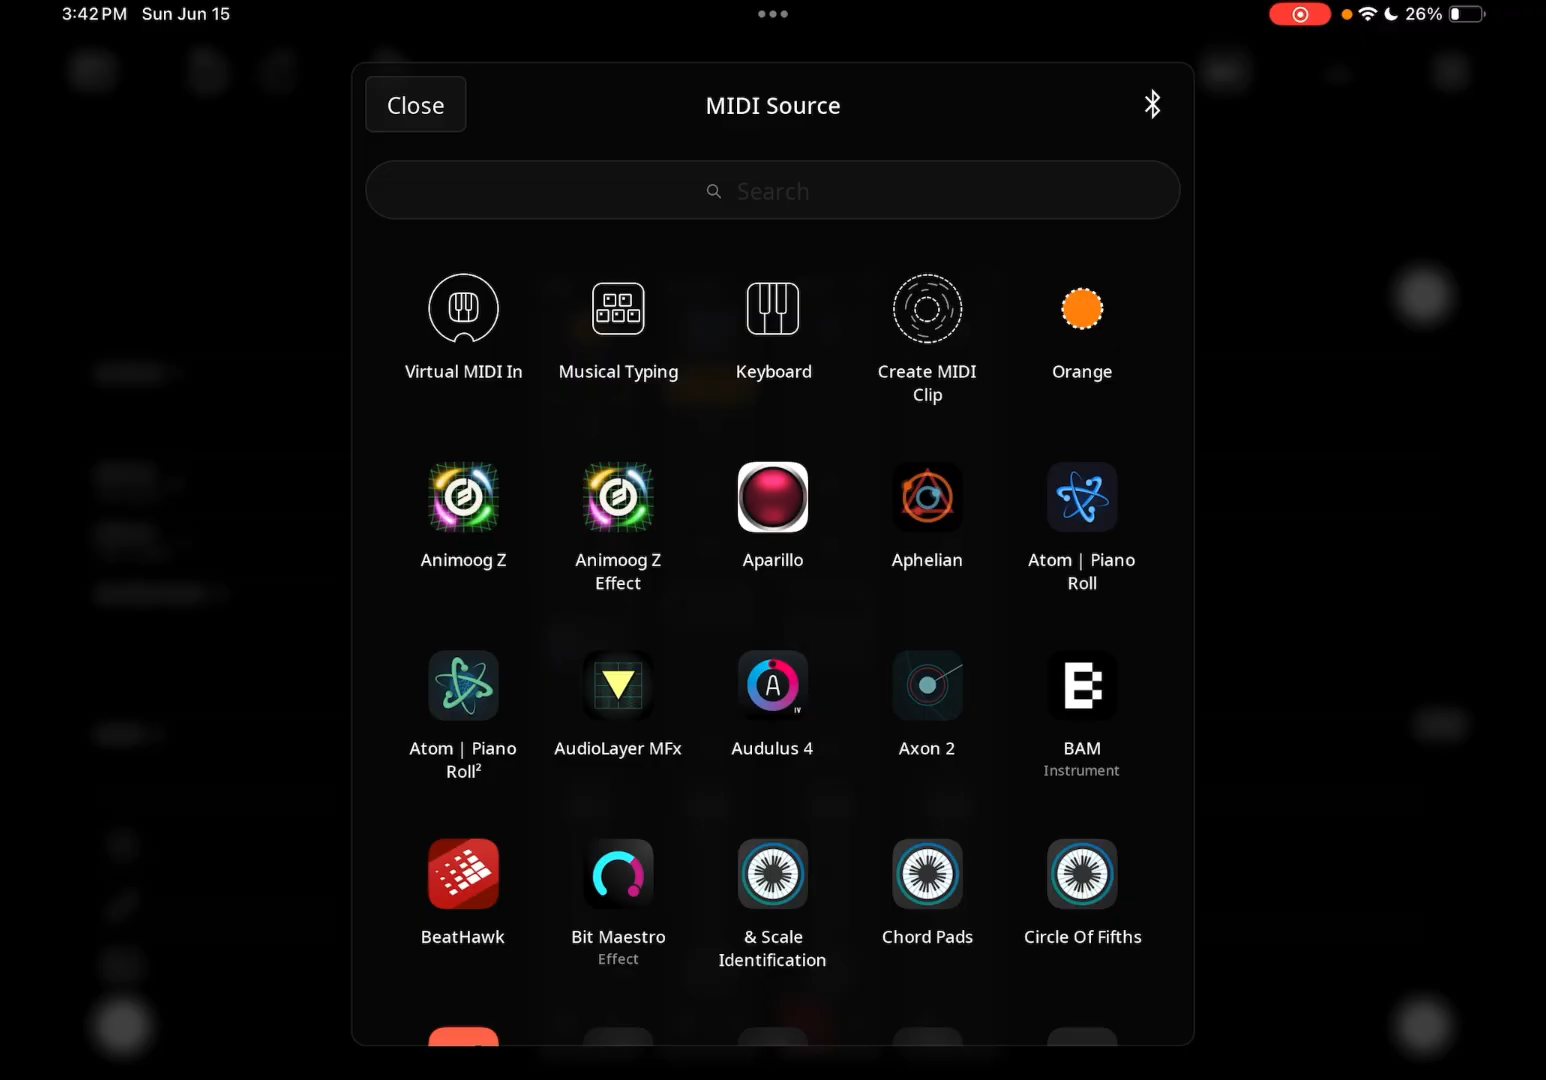 3:42 PM Sun Jun 15
26%
Close
MIDI Source
Search
Virtual MIDI In
Musical Typing
Keyboard
Create MIDI
Clip
Orange
Animoog Z
Animoog Z
Effect
Aparillo
Aphelian
Atom | Piano
Roll
Atom | Piano
Roll²
AudioLayer MFx
A
IV
Audulus 4
Axon 2
B
BAM
Instrument
BeatHawk
Bit Maestro
Effect
& Scale
Identification
Chord Pads
Circle Of Fifths